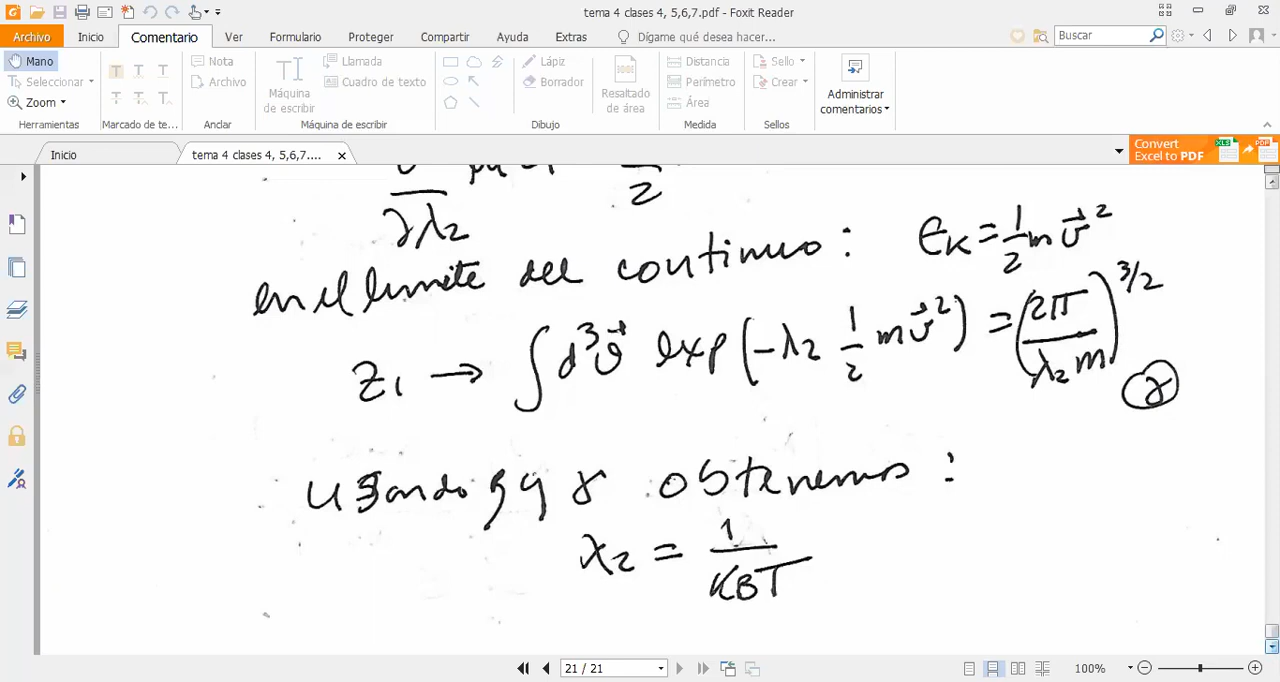 tema 4 clases 4, 5,6,7.pdf - Foxit Reader
Archivo Inicio Comentario Ver Formulario Proteger Compartir Ayuda Extras Dígame qué desea hacer... Buscar
Mano Nota Llamada Lápiz Distancia Sello
Seleccionar Archivo Cuadro de texto Borrador Perímetro Crear
Zoom Máquina de escribir Resaltado de área Área Administrar comentarios
Herramientas Marcado de te... Anclar Máquina de escribir Dibujo Medida Sellos
Inicio tema 4 clases 4, 5,6,7.... Convert Excel to PDF
∂λ₂ 2
en el limite del continuo : Eₖ = 1/2 m v⃗²
Z₁ → ∫ d³v⃗ exp(-λ₂ 1/2 m v⃗²) = (2π/λ₂m)^3/2 ⑧
usando y 8 obtenemos :
λ₂ = 1/KBT
21 / 21 100%